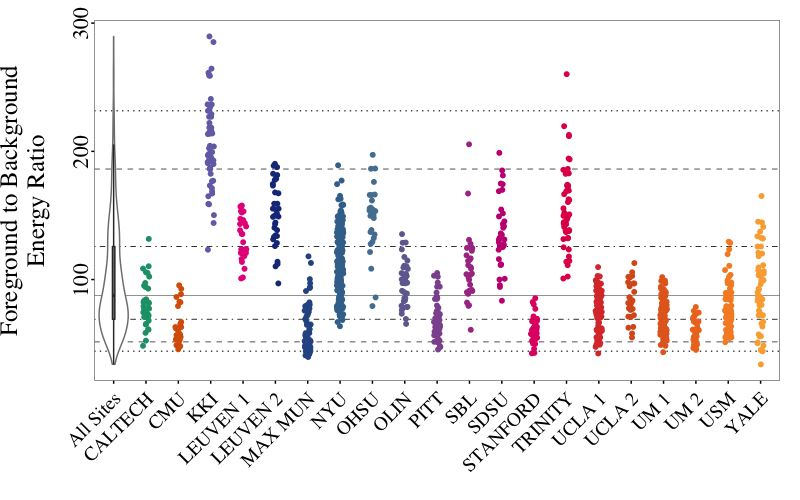 Foreground to Background
Energy Ratio
300
200
100
All Sites
CALTECH
CMU
KKI
LEUVEN 1
LEUVEN 2
MAX MUN
NYU
OHSU
OLIN
PITT
SBL
SDSU
STANFORD
TRINITY
UCLA 1
UCLA 2
UM 1
UM 2
USM
YALE